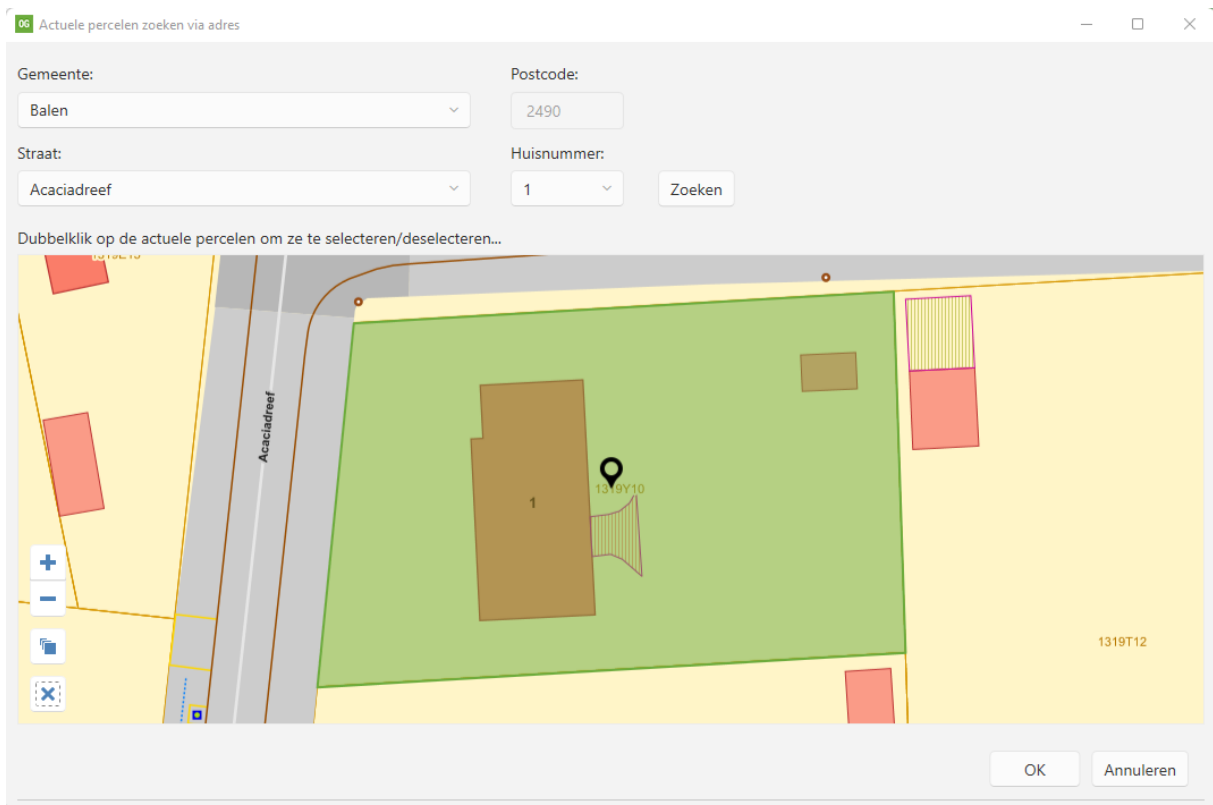 OG Actuele percelen zoeken via adres
Gemeente:
Postcode:
Balen
2490
Straat:
Huisnummer:
Acaciadreef
1
Zoeken
Dubbelklik op de actuele percelen om ze te selecteren/deselecteren...
Acaciadreef
1319Y10
1
1319T12
OK
Annuleren